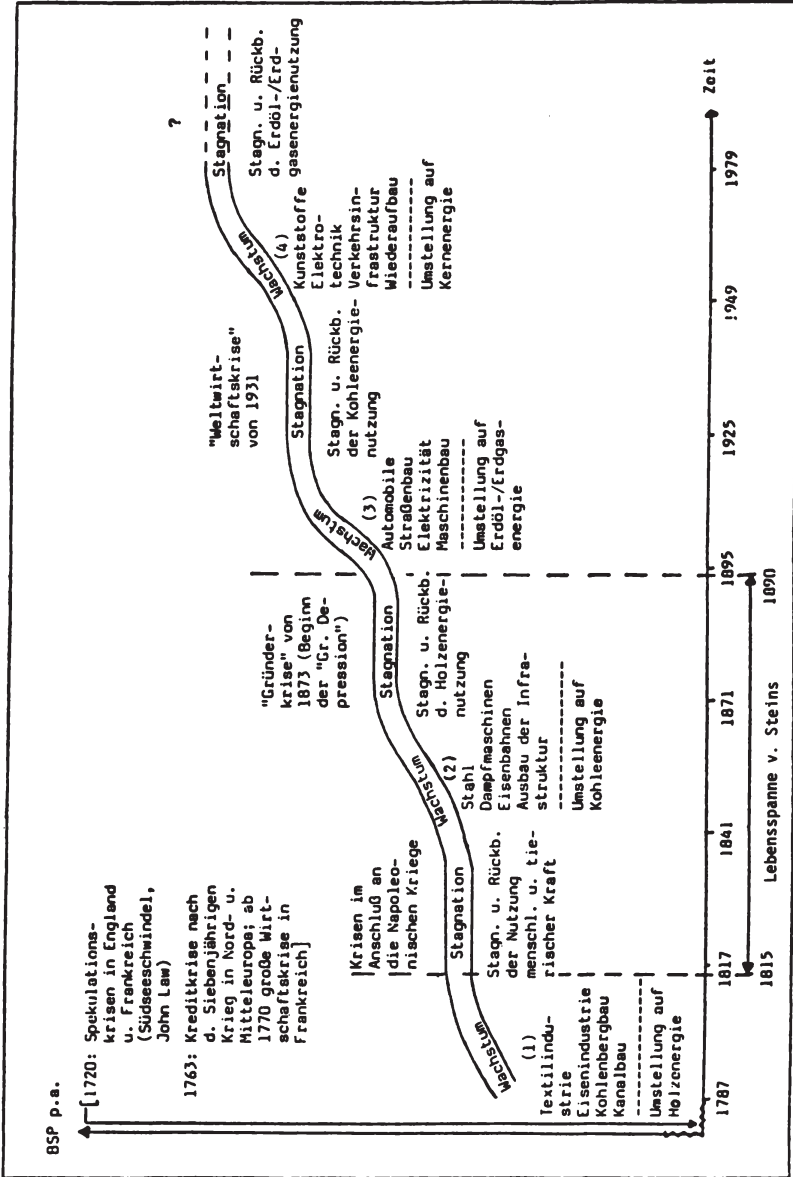 BSP p.a.
[1720: Spekulations-
krisen in England
u. Frankreich
(Südseeschwindel,
John Law)
1763: Kreditkrise nach
d. Siebenjährigen
Krieg in Nord- u.
Mitteleuropa; ab
1770 große Wirt-
schaftskrise in
Frankreich]
Krisen im
Anschluß an
die Napoleo-
nischen Kriege
"Gründer-
krise" von
1873 (Beginn
der "Gr. De-
pression")
"Weltwirt-
schaftskrise"
von 1931
?
Wachstum
Stagnation
Wachstum
Stagnation
Wachstum
Stagnation
Wachstum
Stagnation
(1)
Textilindu-
strie
Eisenindustrie
Kohlenbergbau
Kanalbau
Umstellung auf
Holzenergie
Stagn. u. Rückb.
der Nutzung
menschl. u. tie-
rischer Kraft
(2)
Stahl
Dampfmaschinen
Eisenbahnen
Ausbau der Infra-
struktur
Umstellung auf
Kohleenergie
Stagn. u. Rückb.
d. Holzenergie-
nutzung
(3)
Automobile
Straßenbau
Elektrizität
Maschinenbau
Umstellung auf
Erdöl-/Erdgas-
energie
Stagn. u. Rückb.
der Kohleenergie-
nutzung
(4)
Kunststoffe
Elektro-
technik
Verkehrsin-
frastruktur
Wiederaufbau
Umstellung auf
Kernenergie
Stagn. u. Rückb.
d. Erdöl-/Erd-
gasenergienutzung
1787
1817
1841
1871
1895
1925
1949
1979
Zeit
1815
1890
Lebensspanne v. Steins